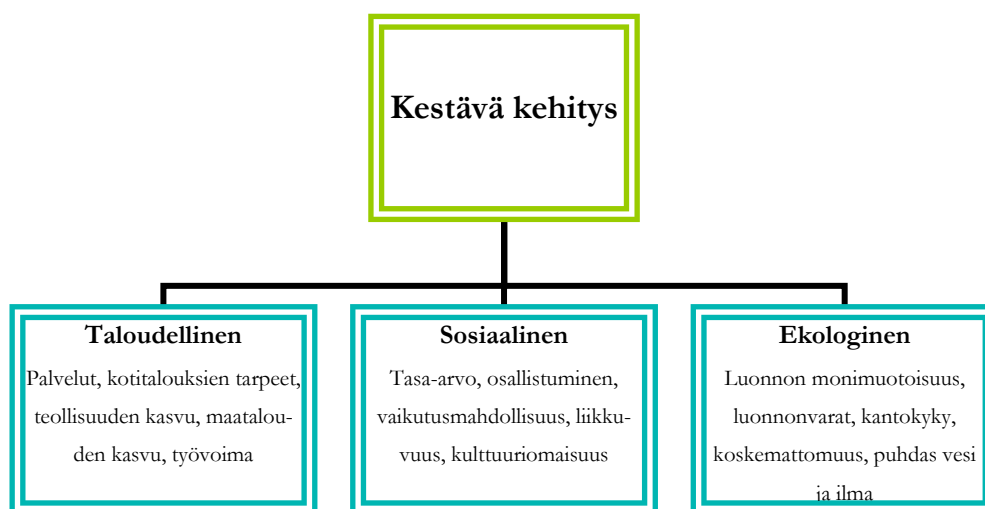 Kestävä kehitys
Taloudellinen
Palvelut, kotitalouksien tarpeet,
teollisuuden kasvu, maatalou-
den kasvu, työvoima
Sosiaalinen
Tasa-arvo, osallistuminen,
vaikutusmahdollisuus, liikku-
vuus, kulttuuriomaisuus
Ekologinen
Luonnon monimuotoisuus,
luonnonvarat, kantokyky,
koskemattomuus, puhdas vesi
ja ilma